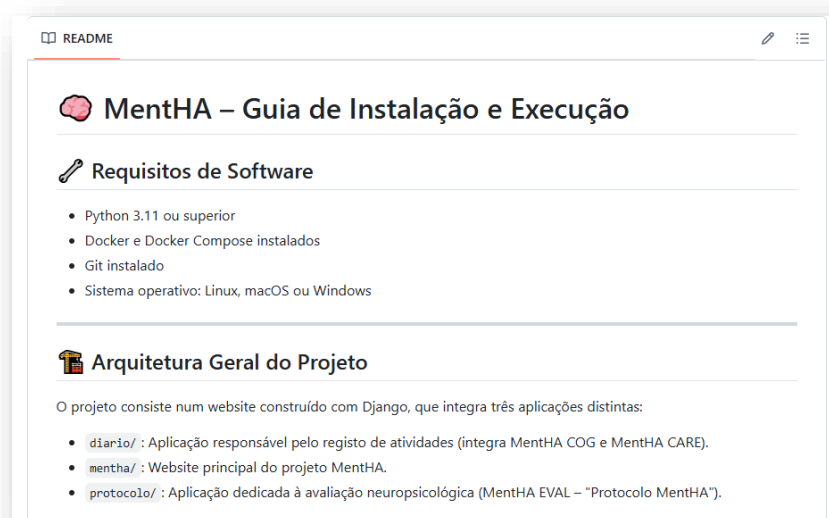 README
MentHA – Guia de Instalação e Execução
Requisitos de Software
Python 3.11 ou superior
Docker e Docker Compose instalados
Git instalado
Sistema operativo: Linux, macOS ou Windows
Arquitetura Geral do Projeto
O projeto consiste num website construído com Django, que integra três aplicações distintas:
diario/ : Aplicação responsável pelo registo de atividades (integra MentHA COG e MentHA CARE).
mentha/ : Website principal do projeto MentHA.
protocolo/ : Aplicação dedicada à avaliação neuropsicológica (MentHA EVAL – "Protocolo MentHA").